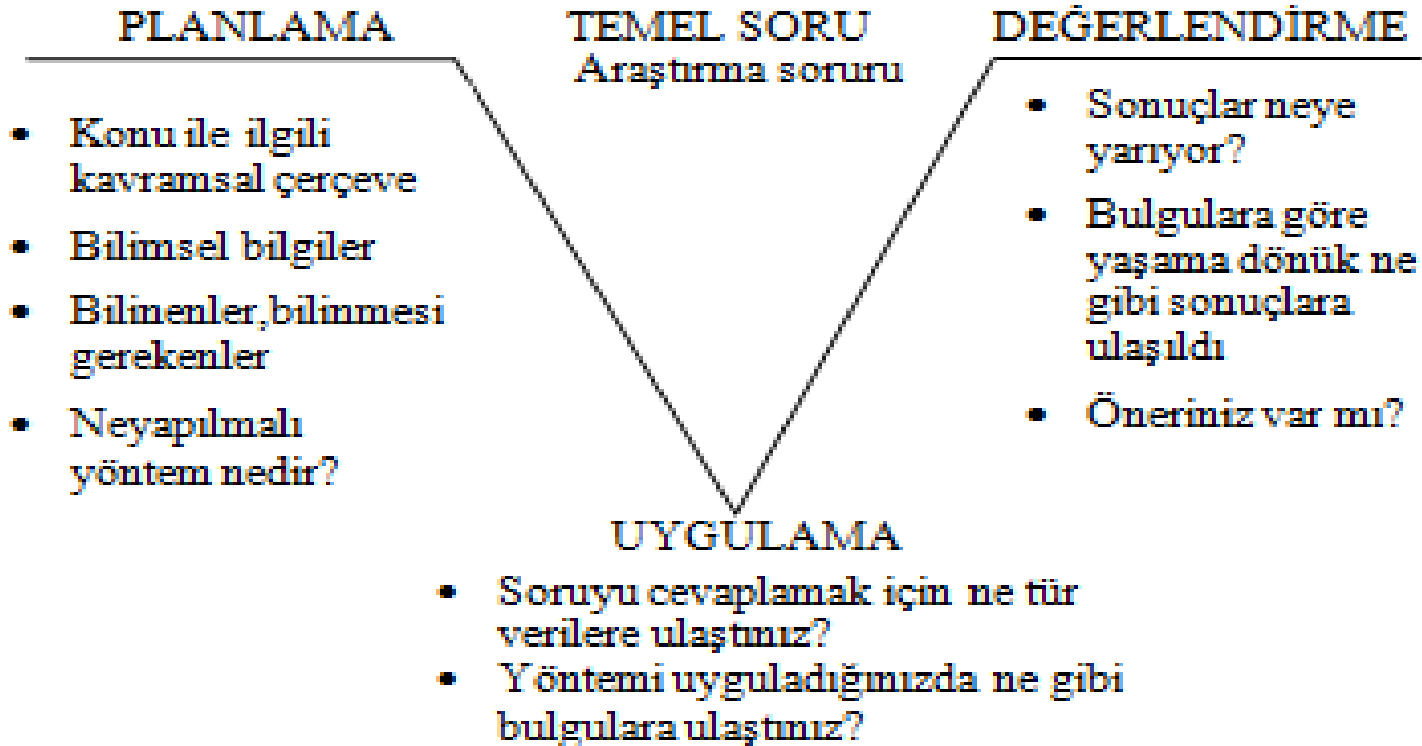 PLANLAMA
Konu ile ilgili
kavramsal çerçeve
Bilimsel bilgiler
Bilinenler,bilinmesi
gerekenler
Neyapılmalı
yöntem nedir?
TEMEL SORU
Araştırma soruru
DEĞERLENDİRME
Sonuçlar neye
yarıyor?
Bulgulara göre
yaşama dönük ne
gibi sonuçlara
ulaşıldı
Öneriniz var mı?
UYGULAMA
Soruyu cevaplamak için ne tür
verilere ulaştınız?
Yöntemi uyguladığınızda ne gibi
bulgulara ulaştınız?